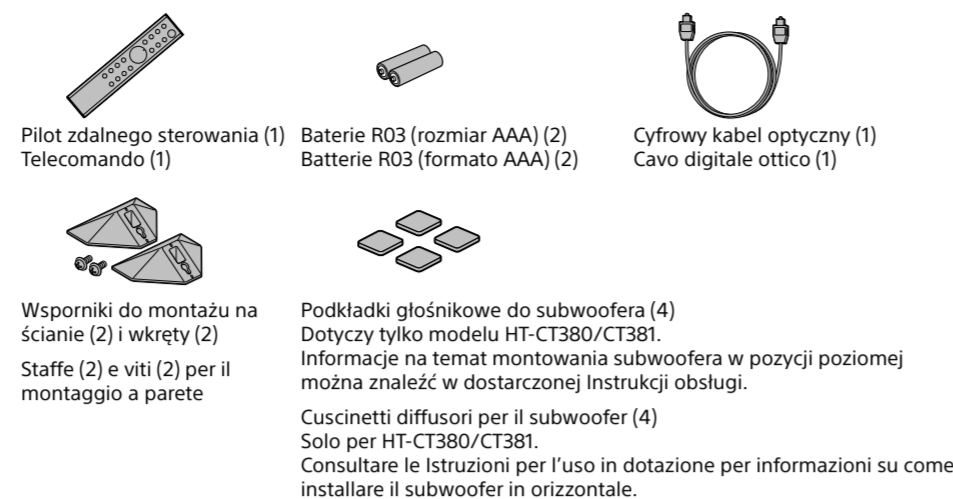 Pilot zdalnego sterowania (1)
Telecomando (1)
Baterie R03 (rozmiar AAA) (2)
Batterie R03 (formato AAA) (2)
Cyfrowy kabel optyczny (1)
Cavo digitale ottico (1)
Wsporniki do montażu na
ścianie (2) i wkręty (2)
Staffe (2) e viti (2) per il
montaggio a parete
Podkładki głośnikowe do subwoofera (4)
Dotyczy tylko modelu HT-CT380/CT381.
Informacje na temat montowania subwoofera w pozycji poziomej
można znaleźć w dostarczonej Instrukcji obsługi.
Cuscinetti diffusori per il subwoofer (4)
Solo per HT-CT380/CT381.
Consultare le Istruzioni per l’uso in dotazione per informazioni su come
installare il subwoofer in orizzontale.